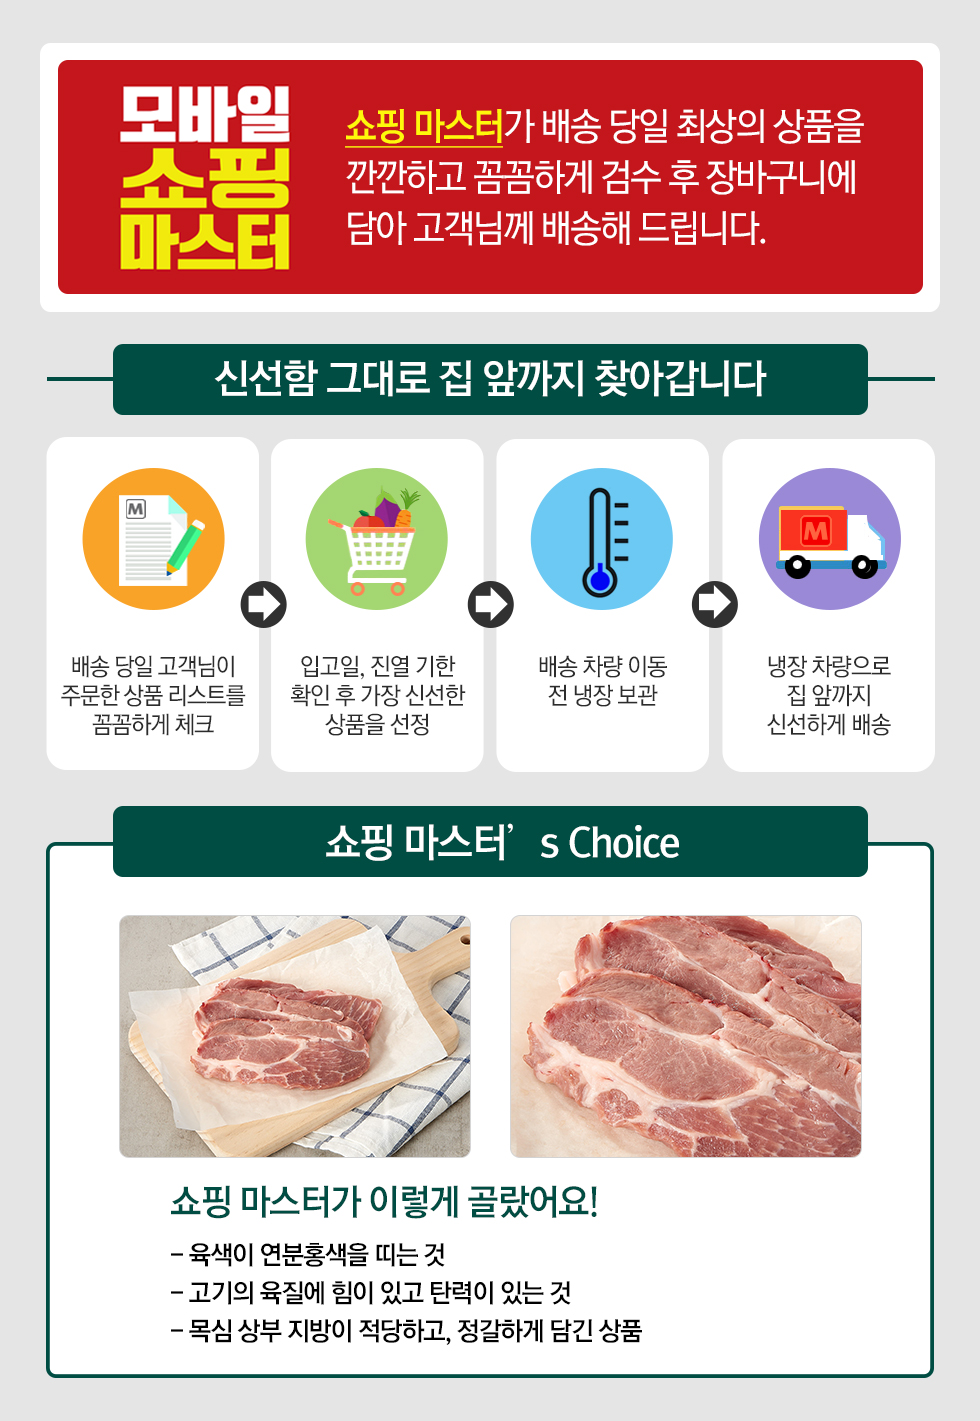 모바일
쇼핑
마스터
쇼핑 마스터가 배송 당일 최상의 상품을
깐깐하고 꼼꼼하게 검수 후 장바구니에
담아 고객님께 배송해 드립니다.
신선함 그대로 집 앞까지 찾아갑니다
M
배송 당일 고객님이
주문한 상품 리스트를
꼼꼼하게 체크
입고일, 진열 기한
확인 후 가장 신선한
상품을 선정
배송 차량 이동
전 냉장 보관
M
냉장 차량으로
집 앞까지
신선하게 배송
쇼핑 마스터’s Choice
쇼핑 마스터가 이렇게 골랐어요!
– 육색이 연분홍색을 띠는 것
– 고기의 육질에 힘이 있고 탄력이 있는 것
– 목심 상부 지방이 적당하고, 정갈하게 담긴 상품